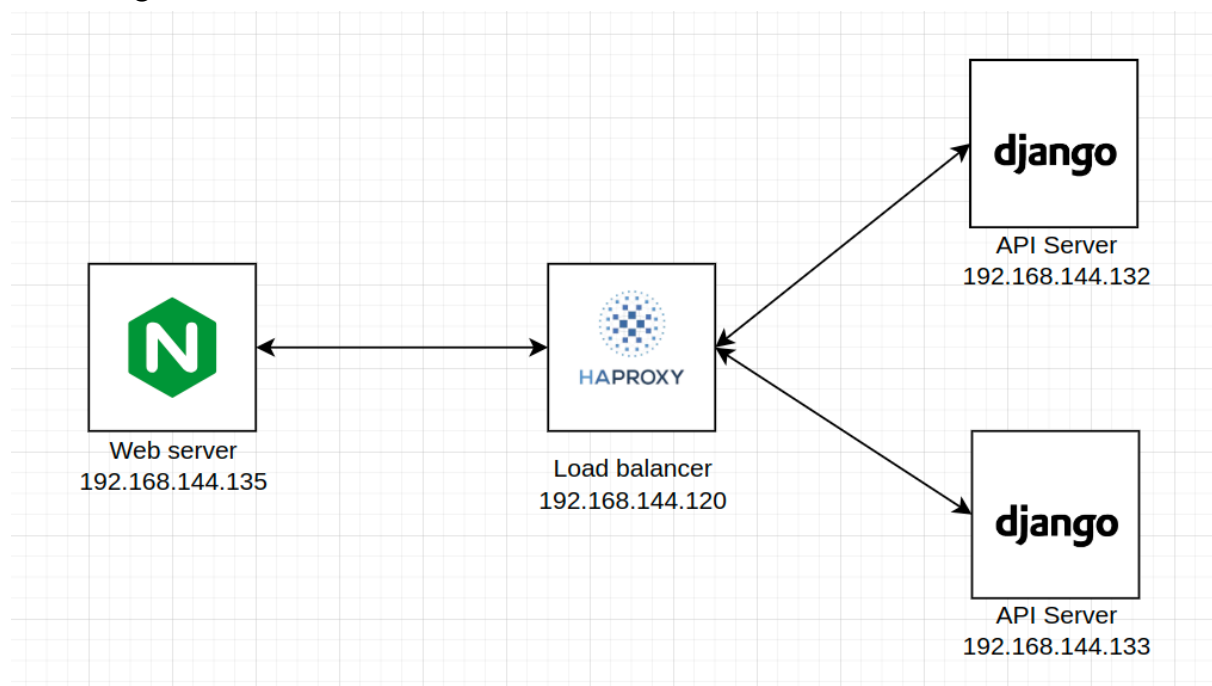 django
API Server
192.168.144.132
N
HAPROXY
Web server
192.168.144.135
Load balancer
192.168.144.120
django
API Server
192.168.144.133